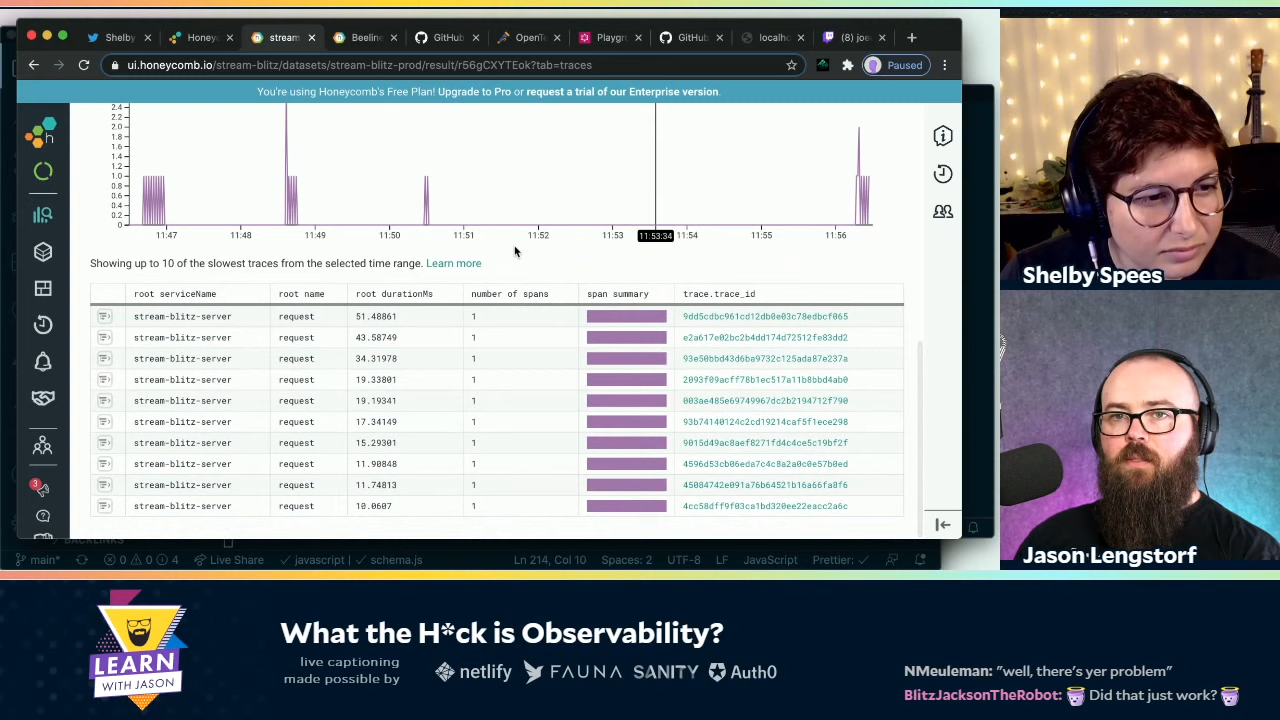 Shelby
Honey
stream
Beeline
GitHub
OpenTe
Playgr
GitHub
localho
(8) joe
ui.honeycomb.io/stream-blitz/datasets/stream-blitz-prod/result/r56gCXYTEok?tab=traces
Paused
You're using Honeycomb's Free Plan! Upgrade to Pro or request a trial of our Enterprise version.
h
2.4
2.2
2.0
1.8
1.6
1.4
1.2
1.0
0.8
0.6
0.4
0.2
0
11:47 11:48 11:49 11:50 11:51 11:52 11:53 11:53:34 11:54 11:55 11:56
Showing up to 10 of the slowest traces from the selected time range. Learn more
root serviceName root name root durationMs number of spans span summary trace.trace_id
stream-blitz-server request 51.48861 1 9dd5cdbc961cd12db0e03c78edbcf065
stream-blitz-server request 43.58749 1 e2a617e02bc2b4dd174d72512fe83dd2
stream-blitz-server request 34.31978 1 93e50bbd43d6ba9732c125ada87e237a
stream-blitz-server request 19.33801 1 2093f09acff78b1ec517a11b8bbd4ab0
stream-blitz-server request 19.19341 1 003ae485e69749967dc2b2194712f790
stream-blitz-server request 17.34149 1 93b74140124c2cd19214caf5f1ece298
stream-blitz-server request 15.29301 1 9015d49ac8aef8271fd4c4ce5c19bf2f
stream-blitz-server request 11.90848 1 4596d53cb06eda7c4c8a2a0c0e57b0ed
stream-blitz-server request 11.74813 1 45084742e091a76b64521b16a66fa8f6
stream-blitz-server request 10.0607 1 4cc58dff9f03ca1bd320ee22eacc2a6c
3
BACKLINKS
main* 0 0 4 Live Share javascript schema.js Ln 214, Col 10 Spaces: 2 UTF-8 LF JavaScript Prettier:
Shelby Spees
Jason Lengstorf
LEARN
WITH JASON
What the H*ck is Observability?
live captioning
made possible by
netlify FAUNA SANITY Auth0
NMeuleman: "well, there's yer problem"
BlitzJacksonTheRobot: Did that just work?